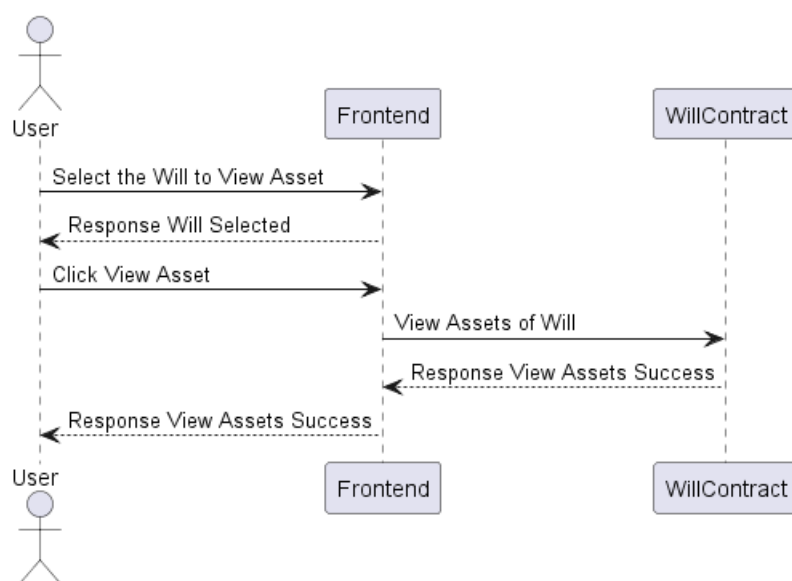 User
Frontend
WillContract
Select the Will to View Asset
Response Will Selected
Click View Asset
View Assets of Will
Response View Assets Success
Response View Assets Success
User
Frontend
WillContract